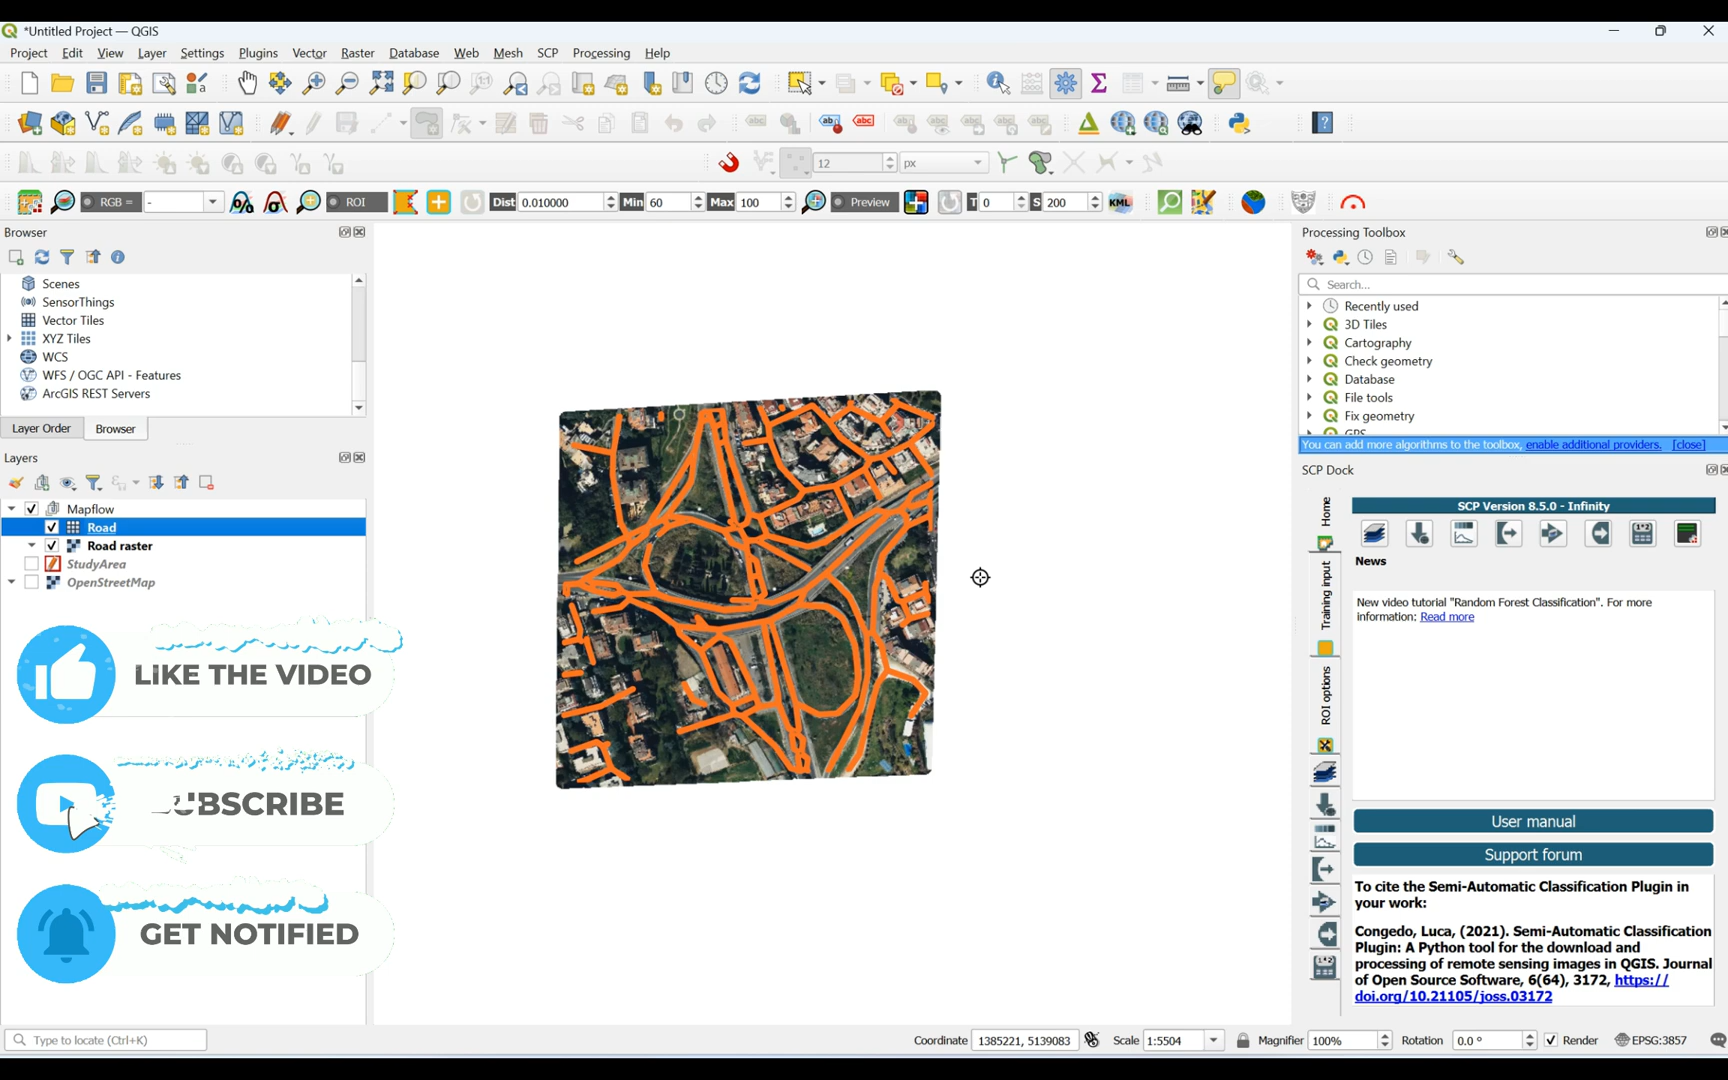 *Untitled Project — QGIS
Project Edit View Layer Settings Plugins Vector Raster Database Web Mesh SCP Processing Help
12 px
RGB = - ROI Dist 0.010000 Min 60 Max 100 Preview T 0 S 200 KML
Browser
Scenes
SensorThings
Vector Tiles
XYZ Tiles
WCS
WFS / OGC API - Features
ArcGIS REST Servers
Layer Order Browser
Layers
Mapflow
Road
Road raster
StudyArea
OpenStreetMap
LIKE THE VIDEO
SUBSCRIBE
GET NOTIFIED
Processing Toolbox
Search...
Recently used
3D Tiles
Cartography
Check geometry
Database
File tools
Fix geometry
GPS
You can add more algorithms to the toolbox, enable additional providers. [close]
SCP Dock
Home
Training input
ROI options
SCP Version 8.5.0 - Infinity
News
New video tutorial "Random Forest Classification". For more
information: Read more
User manual
Support forum
To cite the Semi-Automatic Classification Plugin in
your work:
Congedo, Luca, (2021). Semi-Automatic Classification
Plugin: A Python tool for the download and
processing of remote sensing images in QGIS. Journal
of Open Source Software, 6(64), 3172, https://
doi.org/10.21105/joss.03172
Type to locate (Ctrl+K)
Coordinate 1385221, 5139083 Scale 1:5504 Magnifier 100% Rotation 0.0 ° Render EPSG:3857